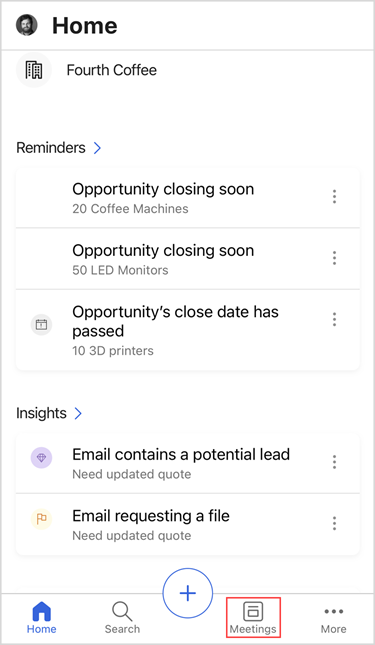 Home
Fourth Coffee
Reminders
Opportunity closing soon
20 Coffee Machines
Opportunity closing soon
50 LED Monitors
Opportunity's close date has
passed
10 3D printers
Insights
Email contains a potential lead
Need updated quote
Email requesting a file
Need updated quote
Home
Search
Meetings
More